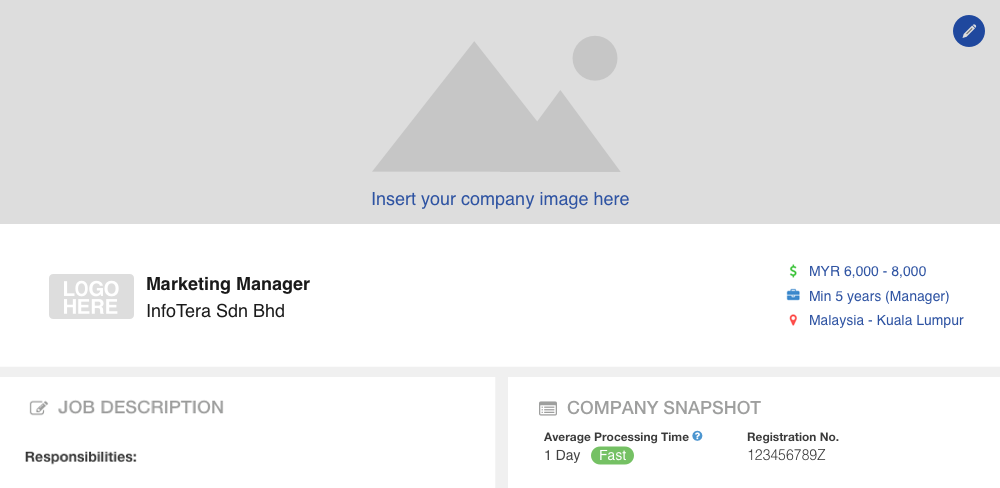 Insert your company image here
LOGO
HERE
Marketing Manager
InfoTera Sdn Bhd
$ MYR 6,000 - 8,000
Min 5 years (Manager)
Malaysia - Kuala Lumpur
JOB DESCRIPTION
Responsibilities:
COMPANY SNAPSHOT
Average Processing Time ?
1 Day Fast
Registration No.
123456789Z